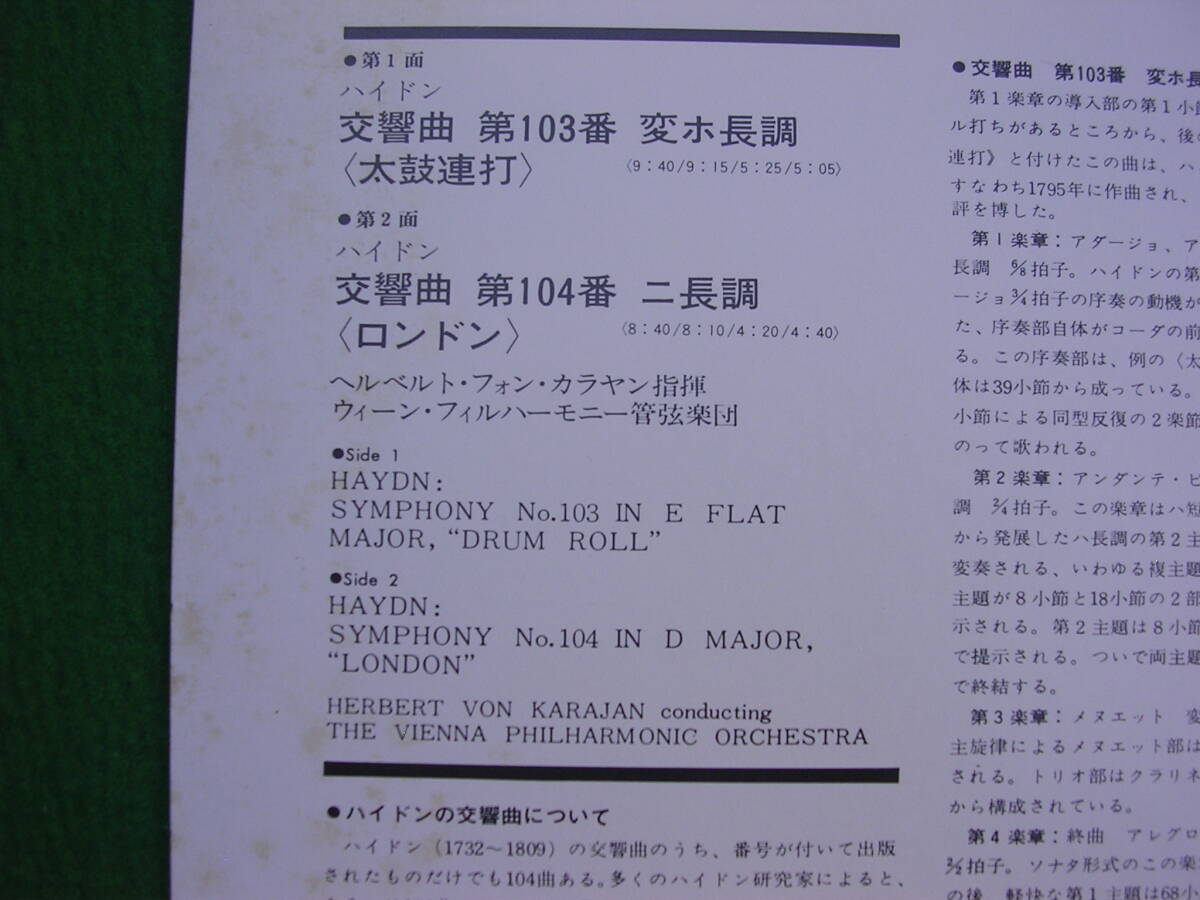 ●第1面
ハイドン
交響曲 第103番 変ホ長調
〈太鼓連打〉 〈9:40/9:15/5:25/5:05〉
●第2面
ハイドン
交響曲 第104番 ニ長調
〈ロンドン〉 〈8:40/8:10/4:20/4:40〉
ヘルベルト・フォン・カラヤン指揮
ウィーン・フィルハーモニー管弦楽団
●Side 1
HAYDN:
SYMPHONY No.103 IN E FLAT
MAJOR, “DRUM ROLL”
●Side 2
HAYDN:
SYMPHONY No.104 IN D MAJOR,
“LONDON”
HERBERT VON KARAJAN conducting
THE VIENNA PHILHARMONIC ORCHESTRA
●ハイドンの交響曲について
ハイドン（1732〜1809）の交響曲のうち、番号が付いて出版
されたものだけでも104曲ある。多くのハイドン研究家によると、
●交響曲 第103番 変ホ長
第1楽章の導入部の第1小節
ル打ちがあるところから、後の
連打》と付けたこの曲は、ハ
すなわち1795年に作曲され、
評を博した。
第1楽章：アダージョ、ア
長調 6/8拍子。ハイドンの第
ージョ3/4拍子の序奏の動機が
た、序奏部自体がコーダの前
る。この序奏部は、例の〈太
体は39小節から成っている。
小節による同型反復の2楽節
のって歌われる。
第2楽章：アンダンテ・ピ
調 2/4拍子。この楽章はハ短
から発展したハ長調の第2主
変奏される、いわゆる複主題
主題が8小節と18小節の2部
示される。第2主題は8小節
で提示される。ついで両主題
で終結する。
第3楽章：メヌエット 変
主旋律によるメヌエット部は
される。トリオ部はクラリネ
から構成されている。
第4楽章：終曲 アレグロ
2/2拍子。ソナタ形式のこの楽
の後、軽快な第1主題は68小